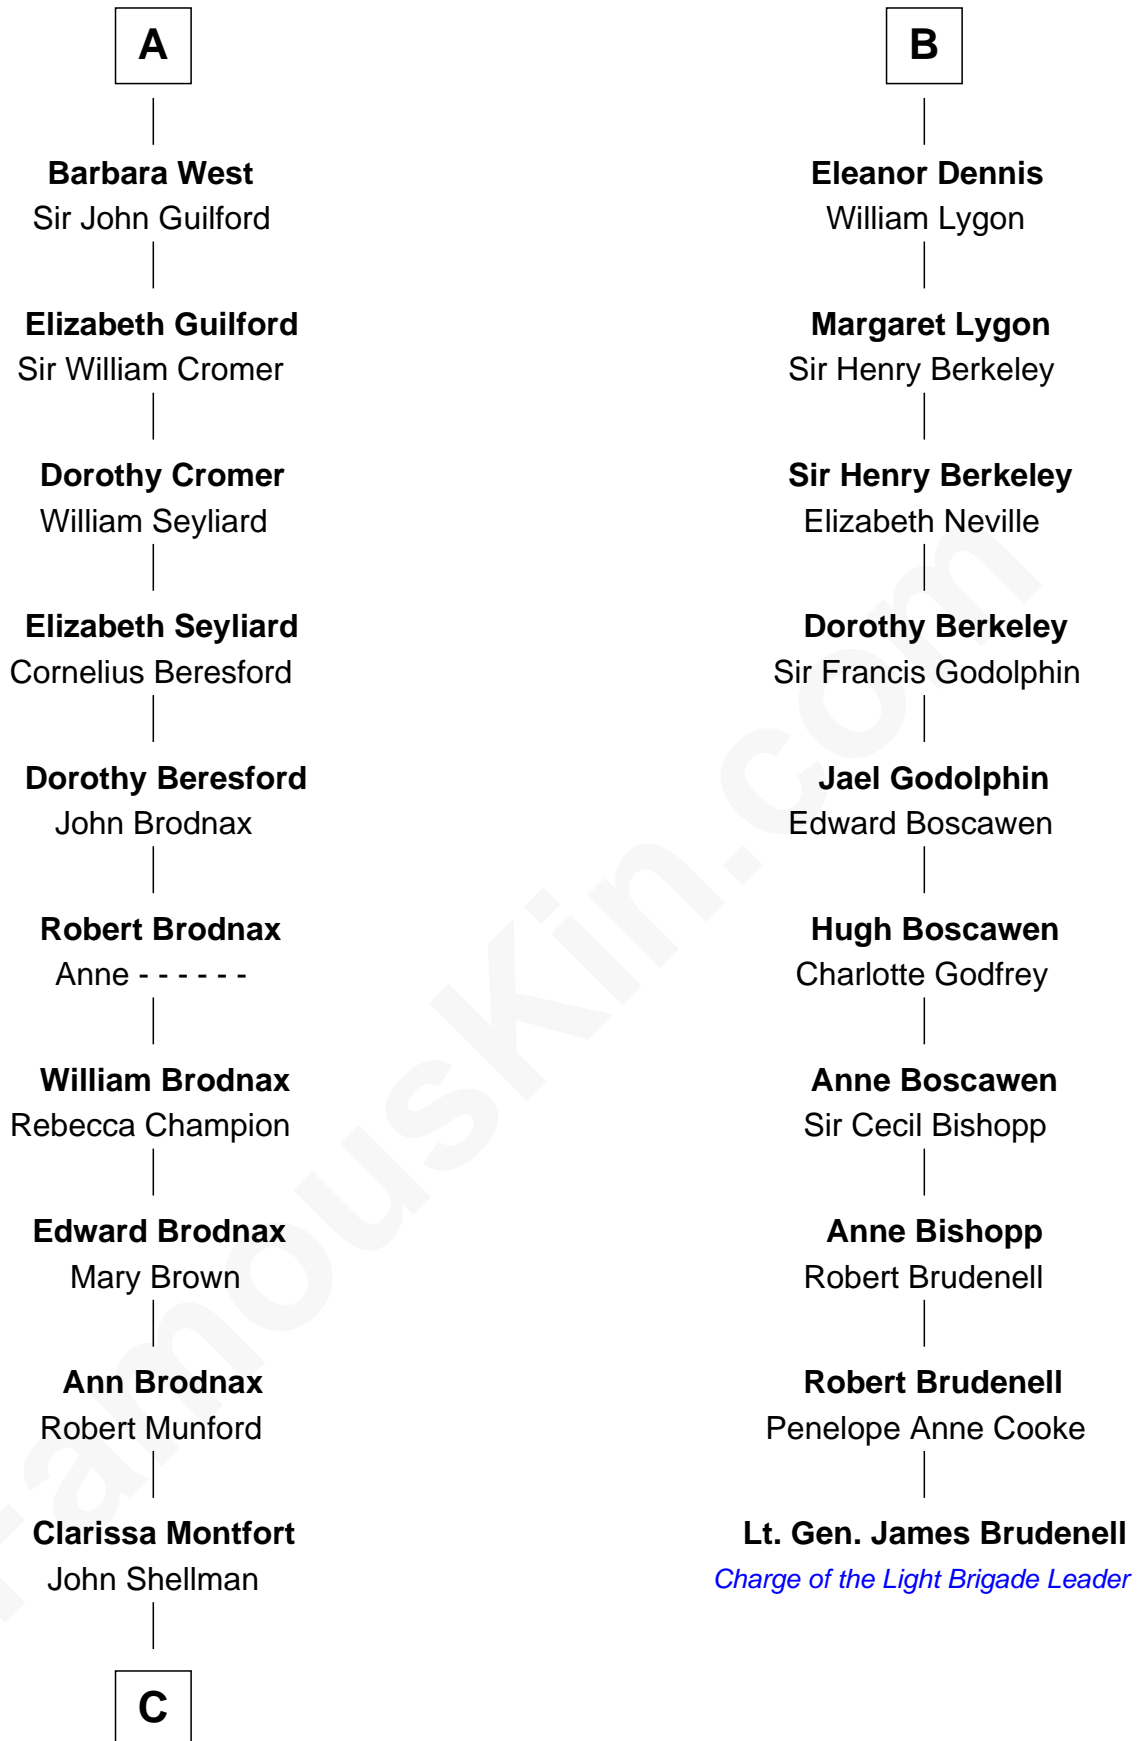 A
Barbara West
Sir John Guilford
Elizabeth Guilford
Sir William Cromer
Dorothy Cromer
William Seyliard
Elizabeth Seyliard
Cornelius Beresford
Dorothy Beresford
John Brodnax
Robert Brodnax
Anne - - - - - -
William Brodnax
Rebecca Champion
Edward Brodnax
Mary Brown
Ann Brodnax
Robert Munford
Clarissa Montfort
John Shellman
C
B
Eleanor Dennis
William Lygon
Margaret Lygon
Sir Henry Berkeley
Sir Henry Berkeley
Elizabeth Neville
Dorothy Berkeley
Sir Francis Godolphin
Jael Godolphin
Edward Boscawen
Hugh Boscawen
Charlotte Godfrey
Anne Boscawen
Sir Cecil Bishopp
Anne Bishopp
Robert Brudenell
Robert Brudenell
Penelope Anne Cooke
Lt. Gen. James Brudenell
Charge of the Light Brigade Leader
FamousKin.com